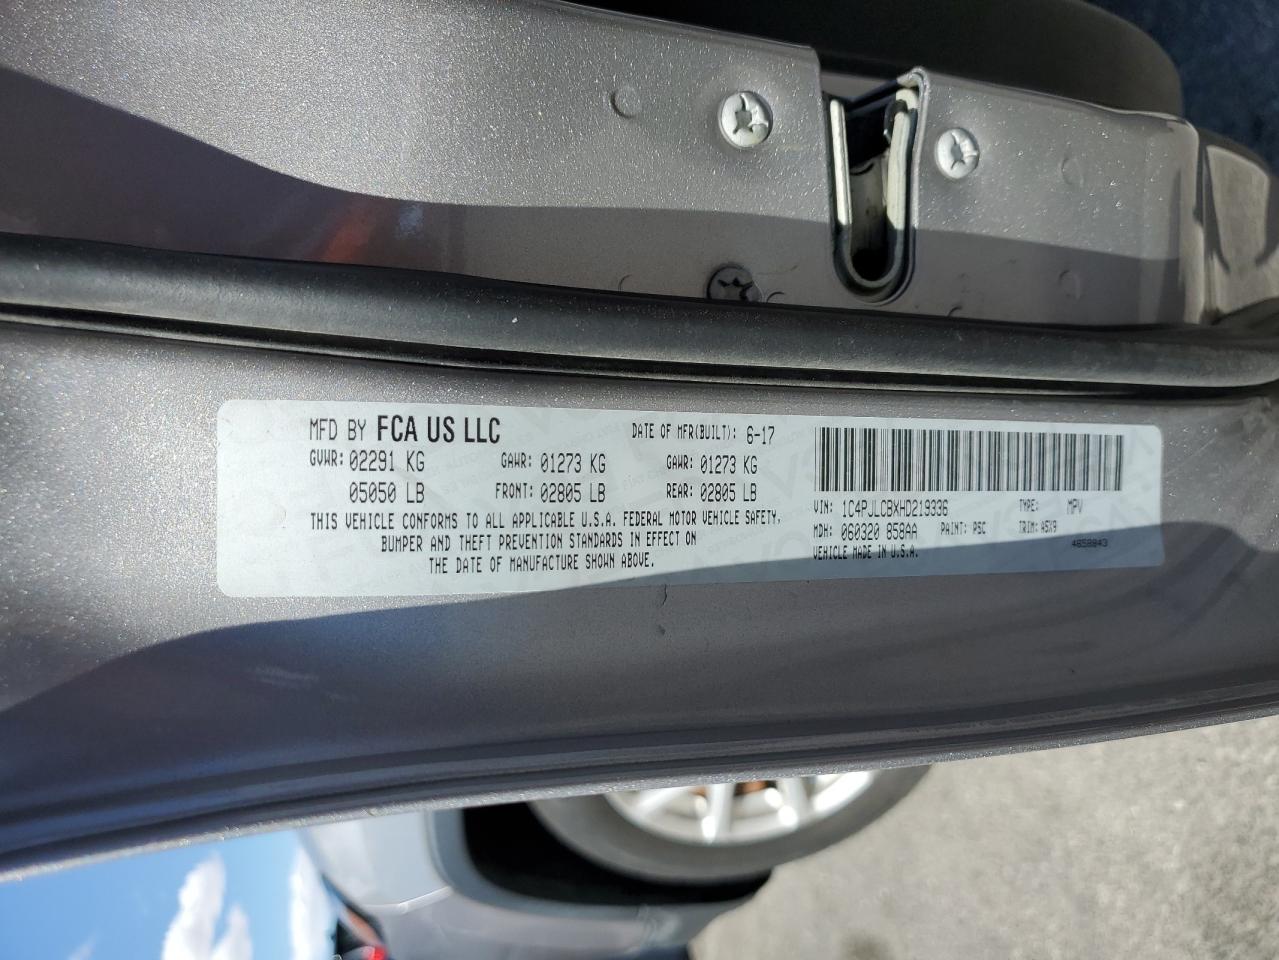 MFD BY FCA US LLC DATE OF MFR(BUILT): 6-17
GVWR: 02291 KG GAWR: 01273 KG GAWR: 01273 KG
05050 LB FRONT: 02805 LB REAR: 02805 LB
THIS VEHICLE CONFORMS TO ALL APPLICABLE U.S.A. FEDERAL MOTOR VEHICLE SAFETY,
BUMPER AND THEFT PREVENTION STANDARDS IN EFFECT ON
THE DATE OF MANUFACTURE SHOWN ABOVE.
VIN: 1C4PJLCBXHD219336 TYPE: MPV
MDH: 060320 858AA PAINT: PSC TRIM: A5X9
VEHICLE MADE IN U.S.A. 4658843